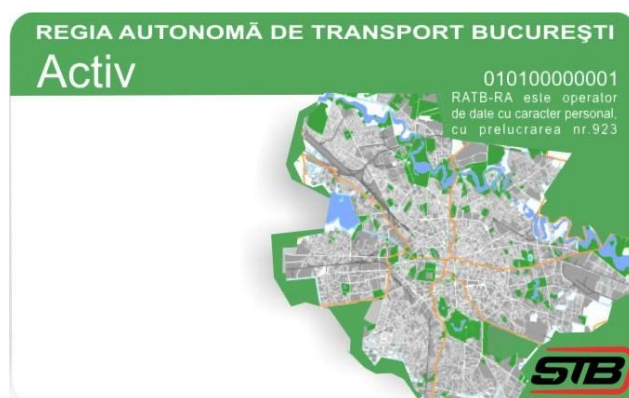 REGIA AUTONOMÃ DE TRANSPORT BUCUREŞTI
Activ
010100000001
RATB-RA este operator
de date cu caracter personal,
cu prelucrarea nr.923
STB